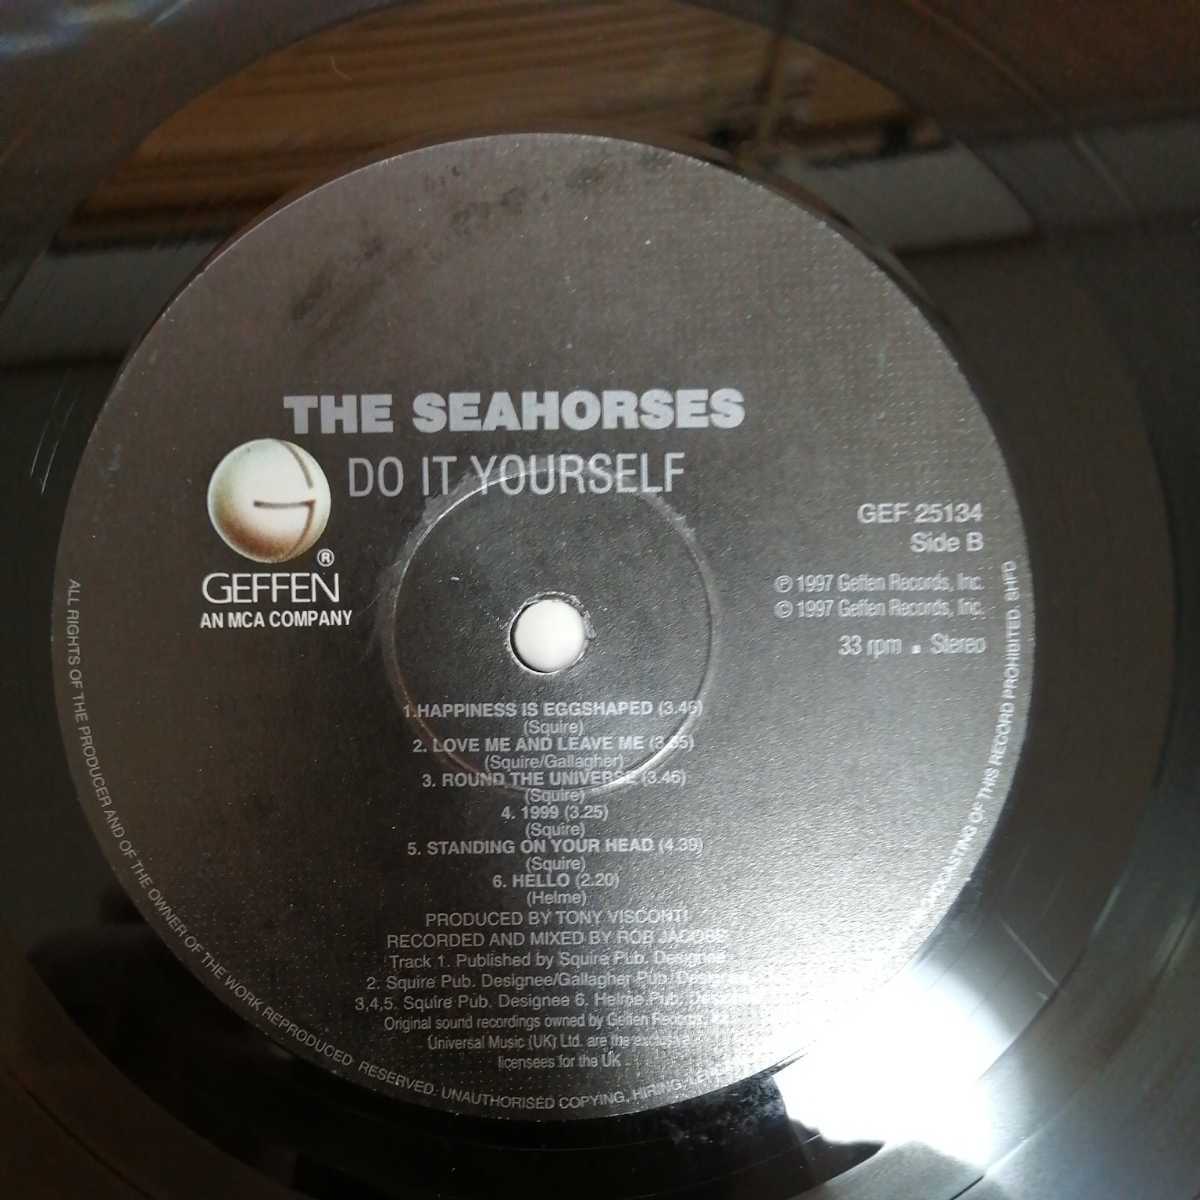 THE SEAHORSES
DO IT YOURSELF
®
GEFFEN
AN MCA COMPANY
GEF 25134
Side B
℗ 1997 Geffen Records, Inc.
© 1997 Geffen Records, Inc.
33 rpm ▪ Stereo
1.HAPPINESS IS EGGSHAPED (3.46)
(Squire)
2. LOVE ME AND LEAVE ME
(Squire/Gallagher)
3. ROUND THE UNIVERSE (3.46)
(Squire)
4. 1999 (3.25)
(Squire)
5. STANDING ON YOUR HEAD (4.39)
(Squire)
6. HELLO (2.20)
(Helme)
PRODUCED BY TONY VISCONTI
RECORDED AND MIXED BY ROB JACOBS
Track 1. Published by Squire Pub. Designee
2. Squire Pub. Designee/Gallagher Pub.
3,4,5. Squire Pub. Designee 6. Helme Pub.
Original sound recordings owned by Geffen Records,
Universal Music (UK) Ltd. are the exclusive
licensees for the UK
ALL RIGHTS OF THE PRODUCER AND OF THE OWNER OF THE WORK REPRODUCED RESERVED. UNAUTHORISED COPYING, HIRING, OF THIS RECORD PROHIBITED. SHFD